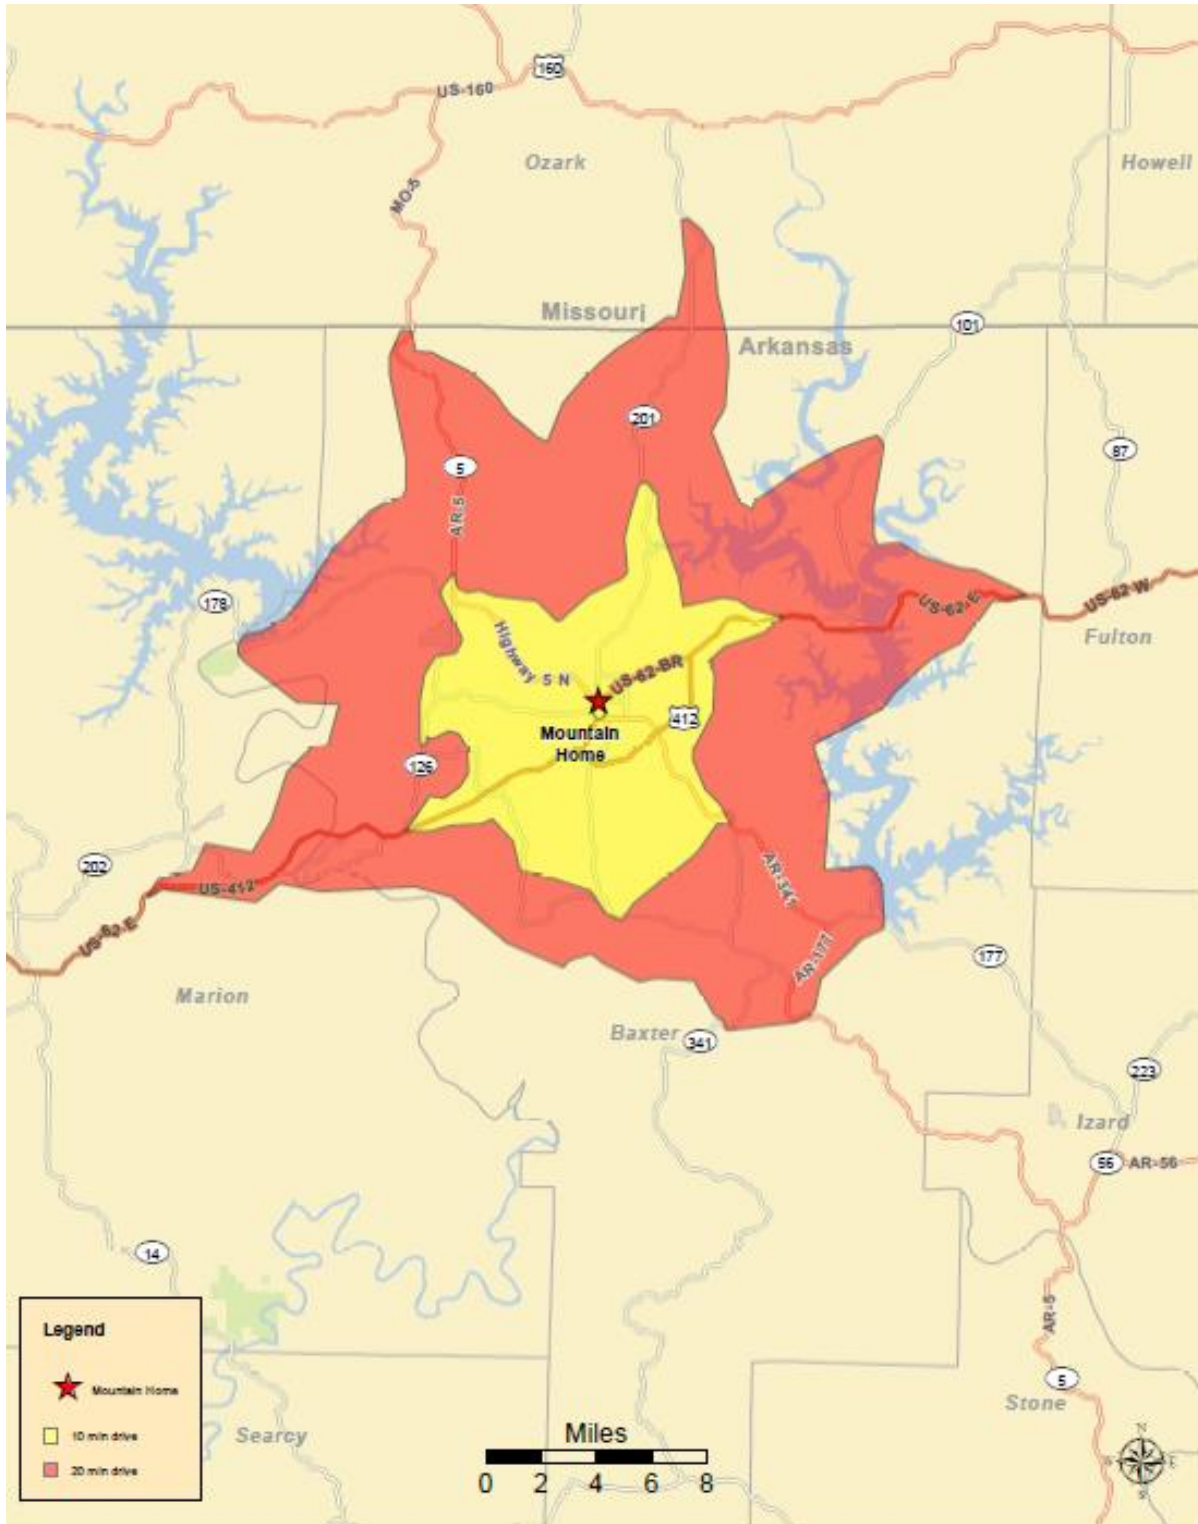 160
US-160
Ozark
Howell
MO-5
Missouri
101
Arkansas
201
87
5
AR-5
178
US-62-E
US-62 W
Fulton
Highway 5 N
US-62-BR
412
Mountain
Home
126
202
US-412
AR-341
US-62-E
AR-177
177
Marion
Baxter
341
223
Izard
56
AR-56
14
AR-5
5
Stone
Searcy
Legend
Mountain Home
10 min drive
20 min drive
Miles
0 2 4 6 8
N
E
S